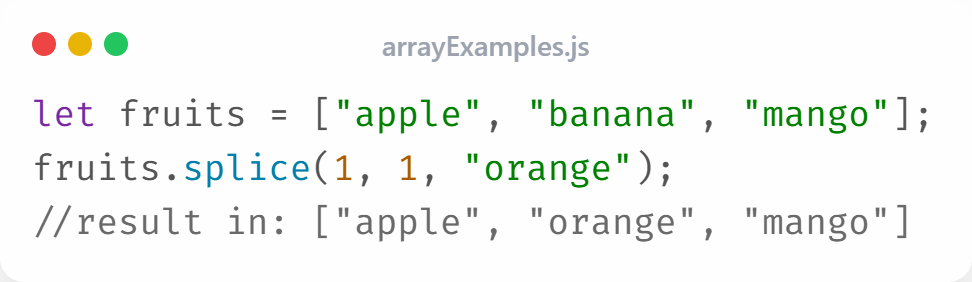 arrayExamples.js
let fruits = ["apple", "banana", "mango"];
fruits.splice(1, 1, "orange");
//result in: ["apple", "orange", "mango"]